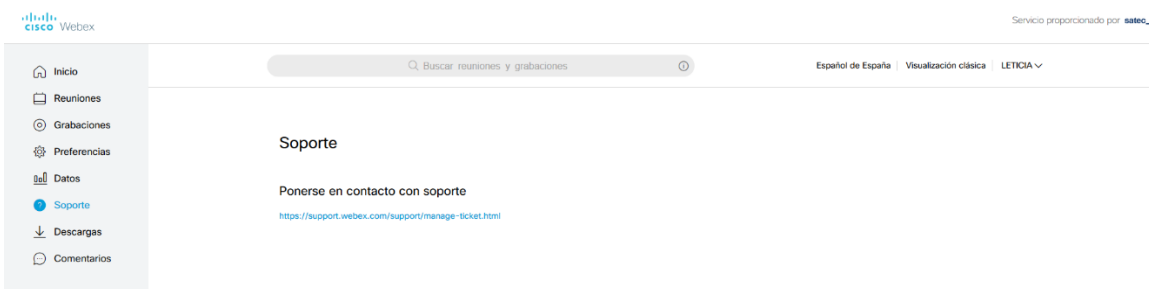 cisco Webex
Servicio proporcionado por satec_
Buscar reuniones y grabaciones
Español de España
Visualización clásica
LETICIA
Inicio
Reuniones
Grabaciones
Preferencias
Datos
Soporte
Descargas
Comentarios
Soporte
Ponerse en contacto con soporte
https://support.webex.com/support/manage-ticket.html